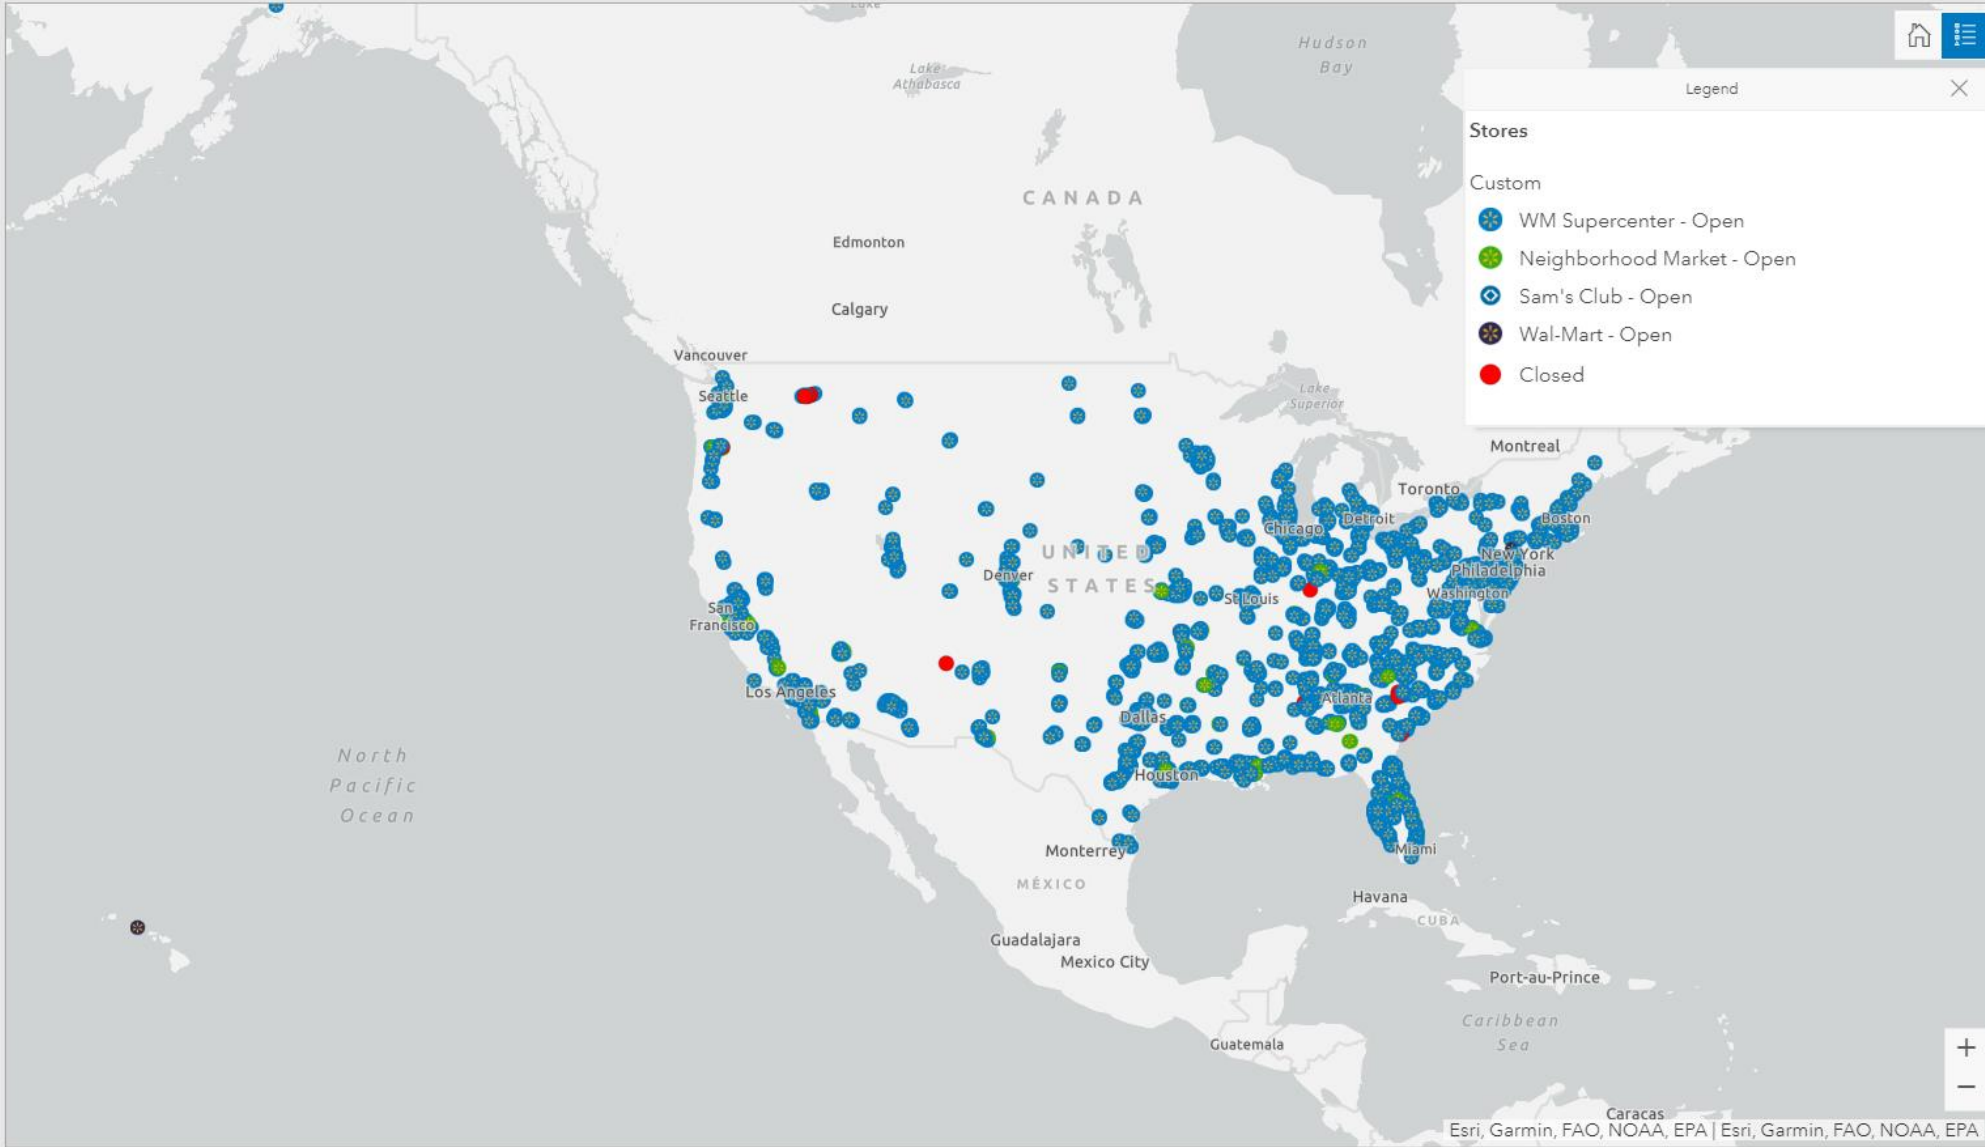 Lake
Hudson
Bay
Lake
Athabasca
Legend
Stores
Custom
WM Supercenter - Open
Neighborhood Market - Open
Sam's Club - Open
Wal-Mart - Open
Closed
CANADA
Edmonton
Calgary
Vancouver
Seattle
Lake
Superior
Montreal
Toronto
Boston
Detroit
Chicago
New York
Philadelphia
Washington
UNITED
STATES
Denver
St Louis
San
Francisco
Los Angeles
Atlanta
Dallas
Houston
North
Pacific
Ocean
Monterrey
Miami
MÉXICO
Havana
CUBA
Guadalajara
Mexico City
Port-au-Prince
Caribbean
Sea
Guatemala
Caracas
Esri, Garmin, FAO, NOAA, EPA | Esri, Garmin, FAO, NOAA, EPA